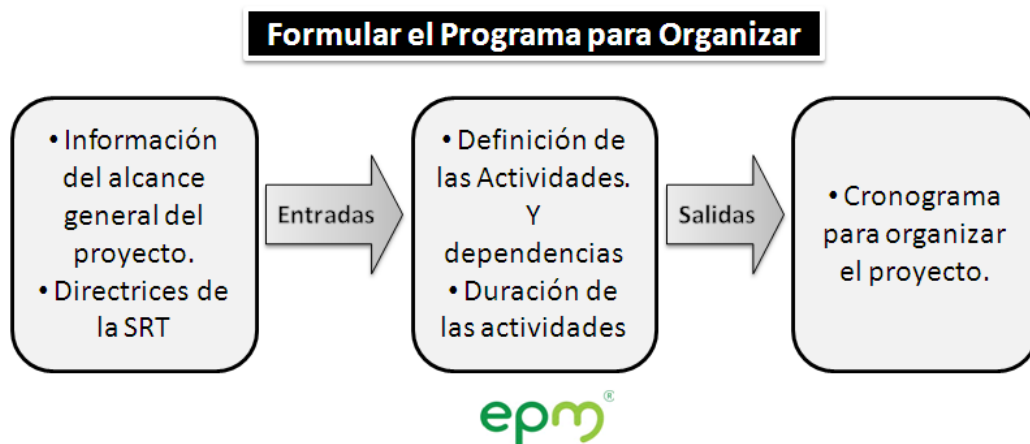 Formular el Programa para Organizar
• Información
del alcance
general del
proyecto.
• Directrices de
la SRT
Entradas
• Definición de
las Actividades.
Y
dependencias
• Duración de
las actividades
Salidas
• Cronograma
para organizar
el proyecto.
epm®